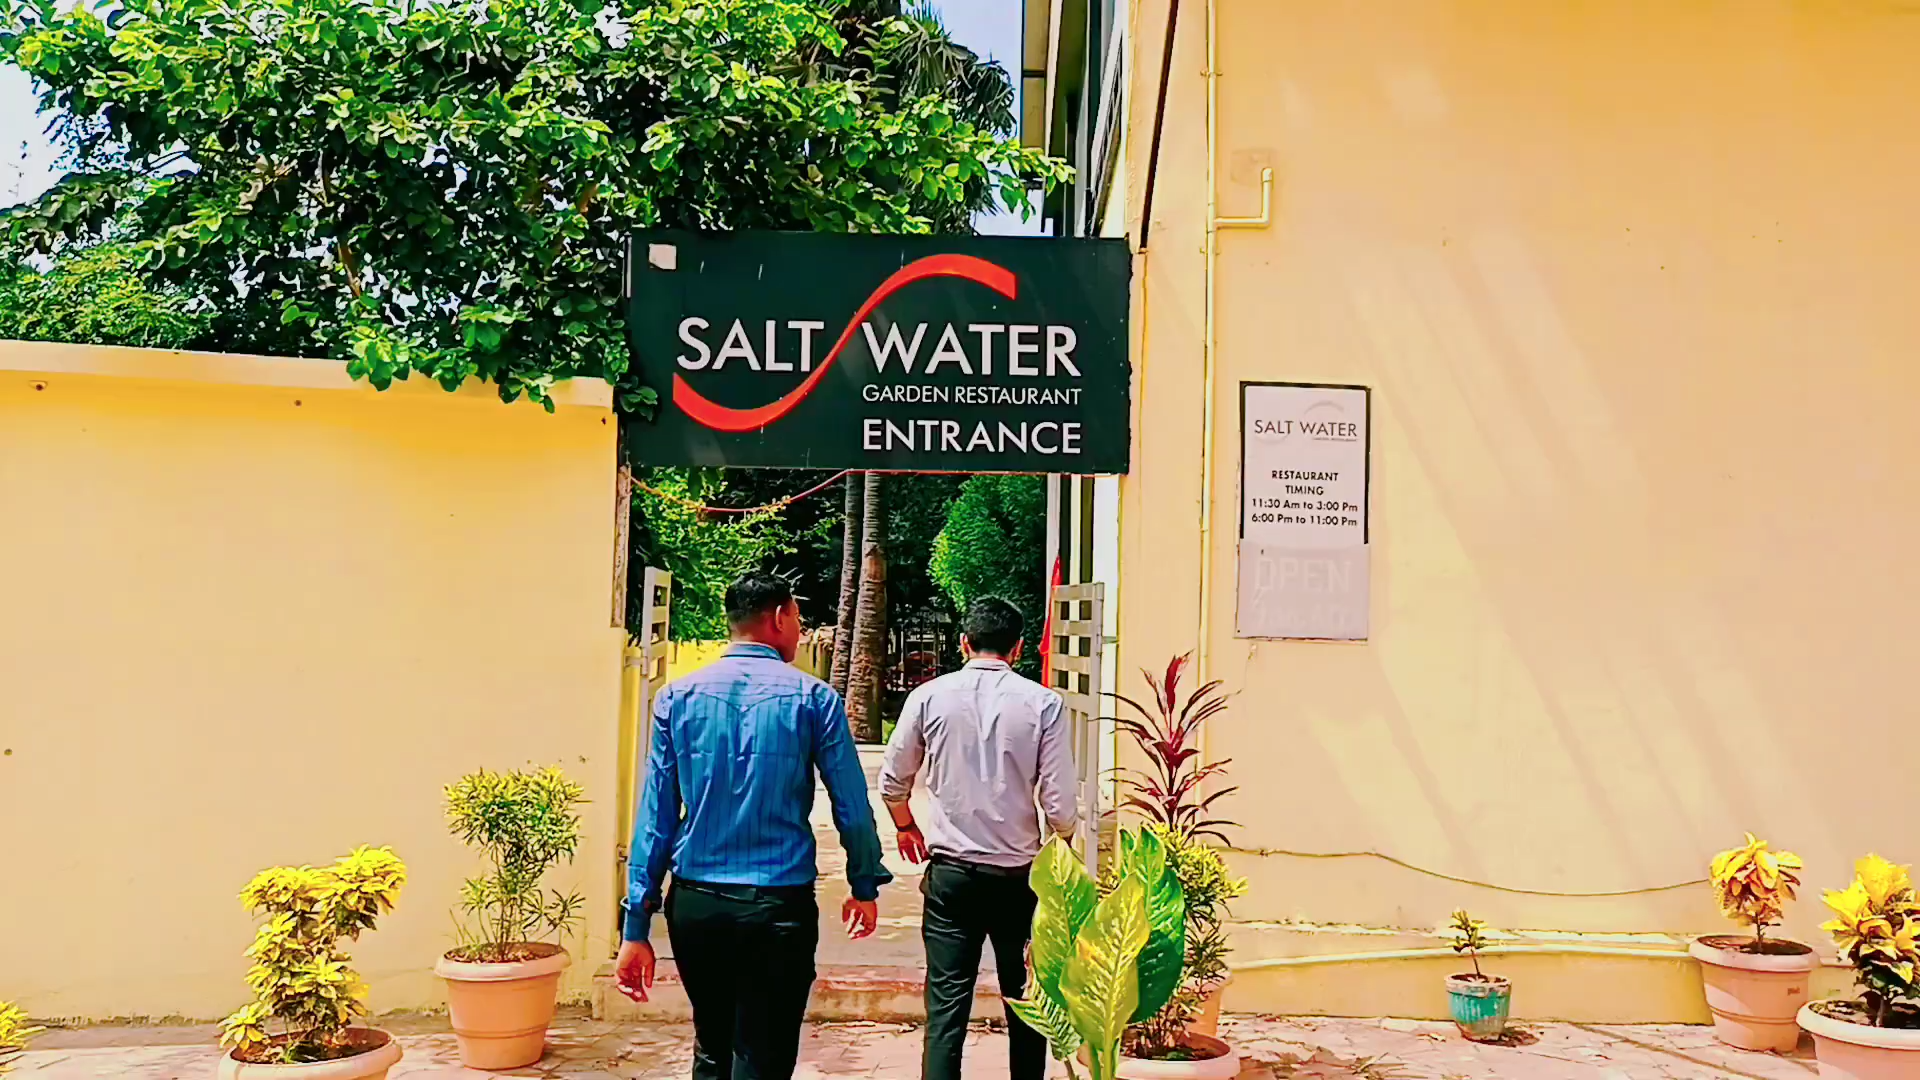 SALT WATER
GARDEN RESTAURANT
ENTRANCE
SALT WATER
RESTAURANT
TIMING
11:30 Am to 3:00 Pm
6:00 Pm to 11:00 Pm
OPEN